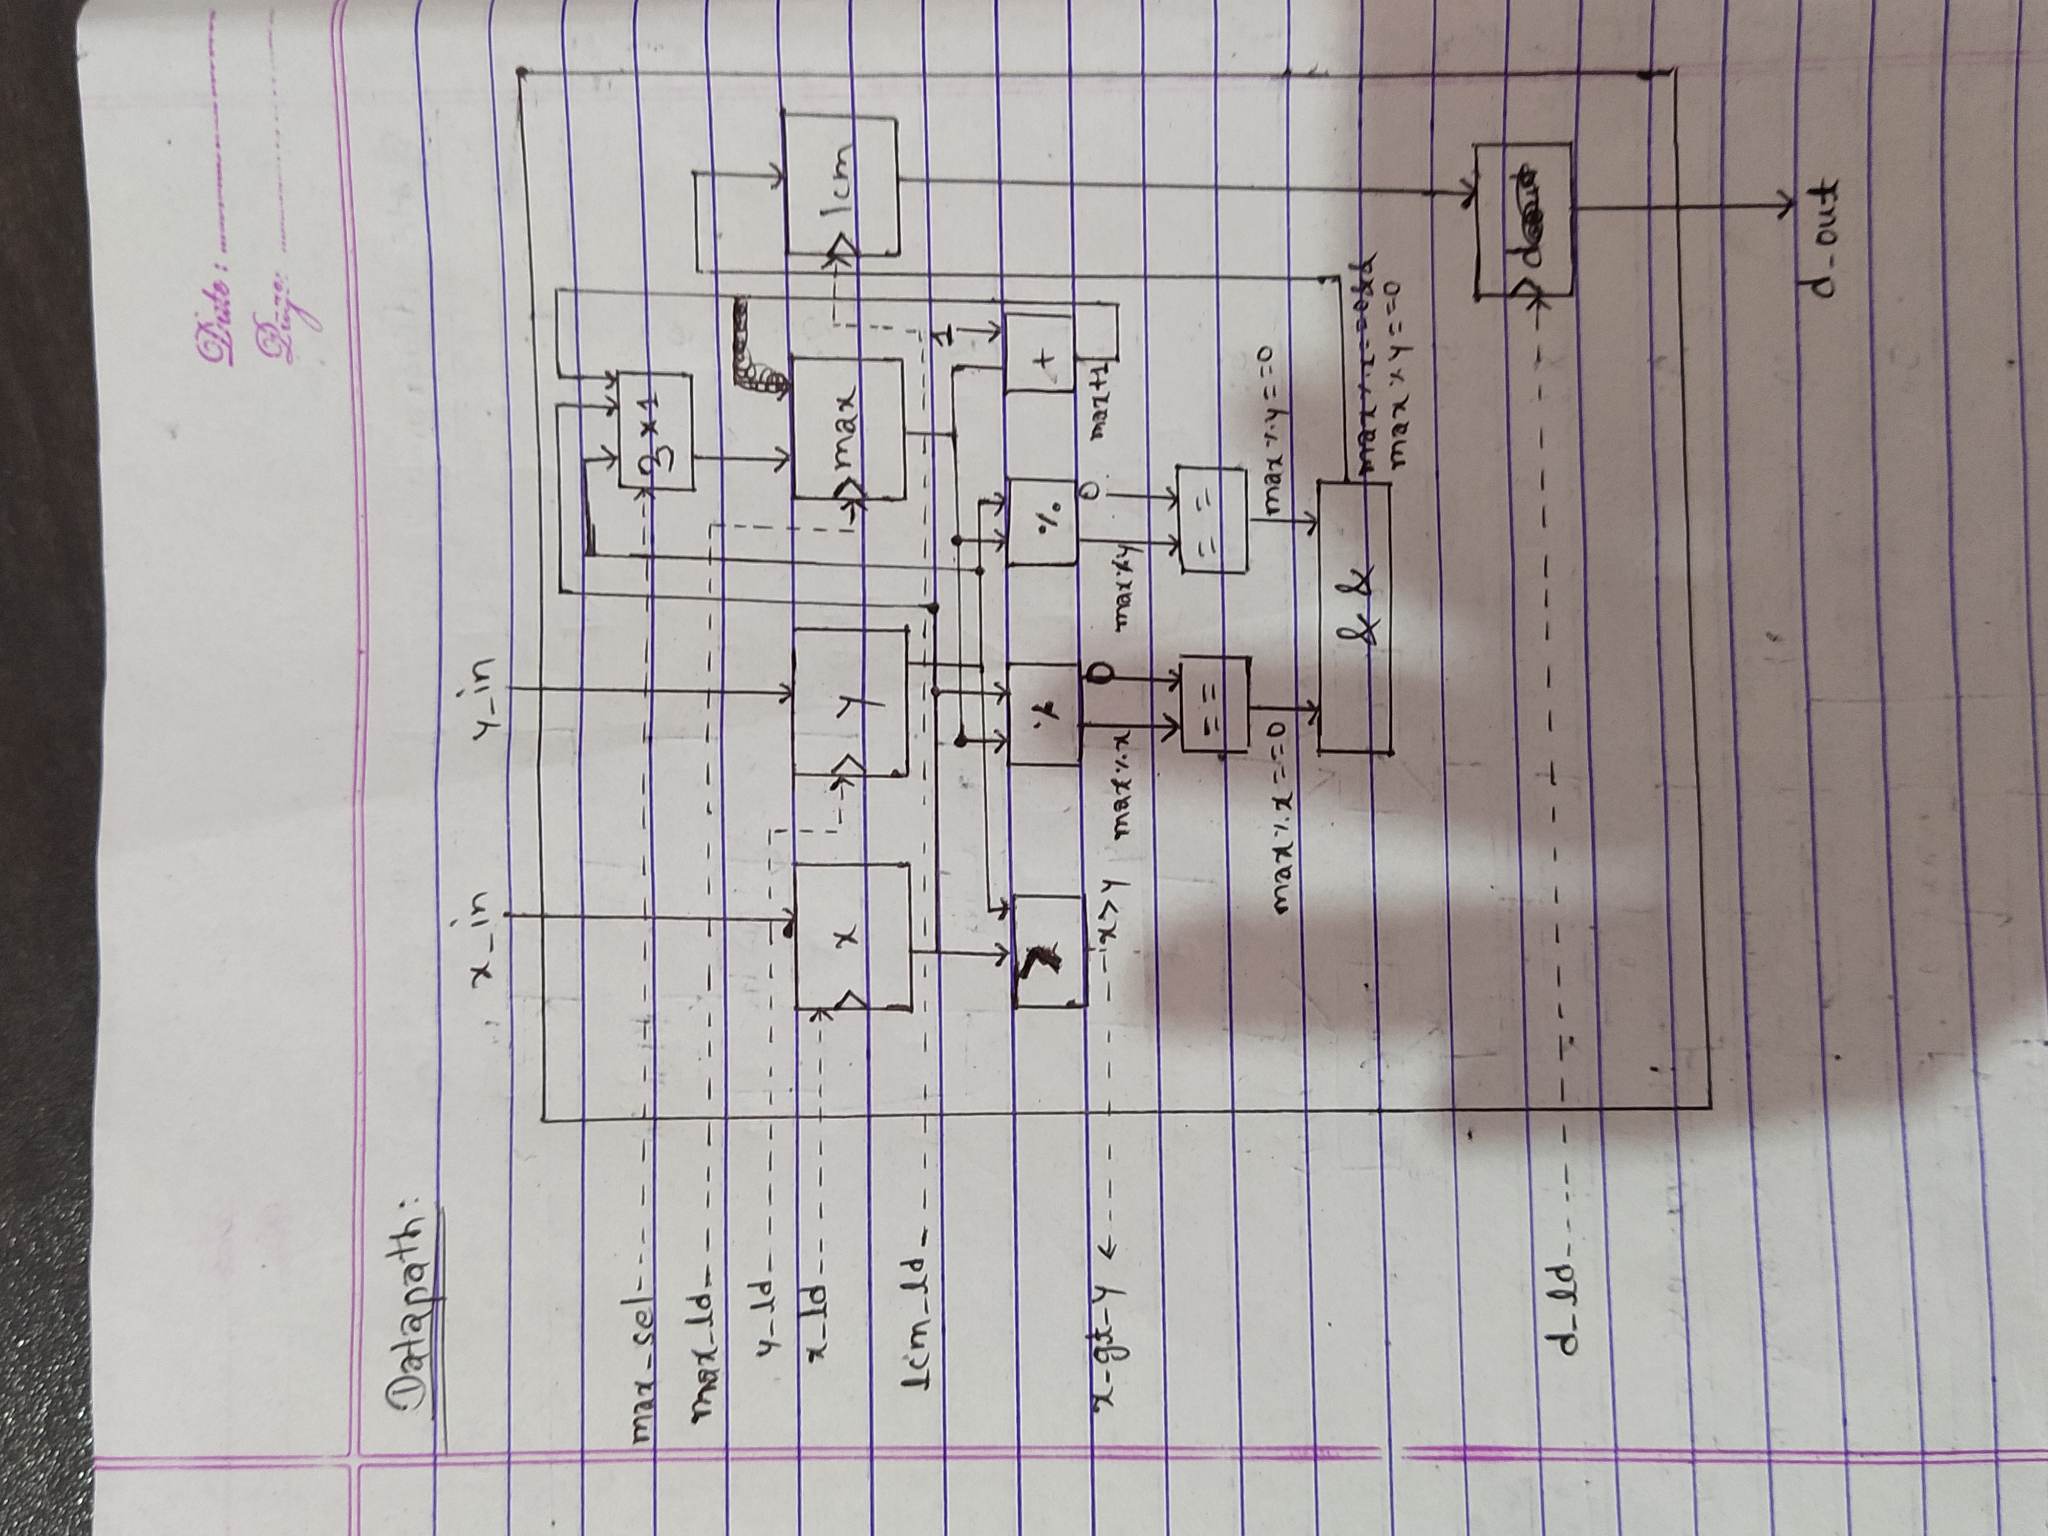 Date:
Page:
Datapath:
x_in y_in
max_sel 3x1
max_ld
y_ld
x_ld x y max lcm
lcm_ld 1
> % % +
x_gt_y x>y max%x 0 max%y 0 max+1
== ==
max%x==0 max%y==0
&& max%x==0&&
max%y==0
d_ld
d_out